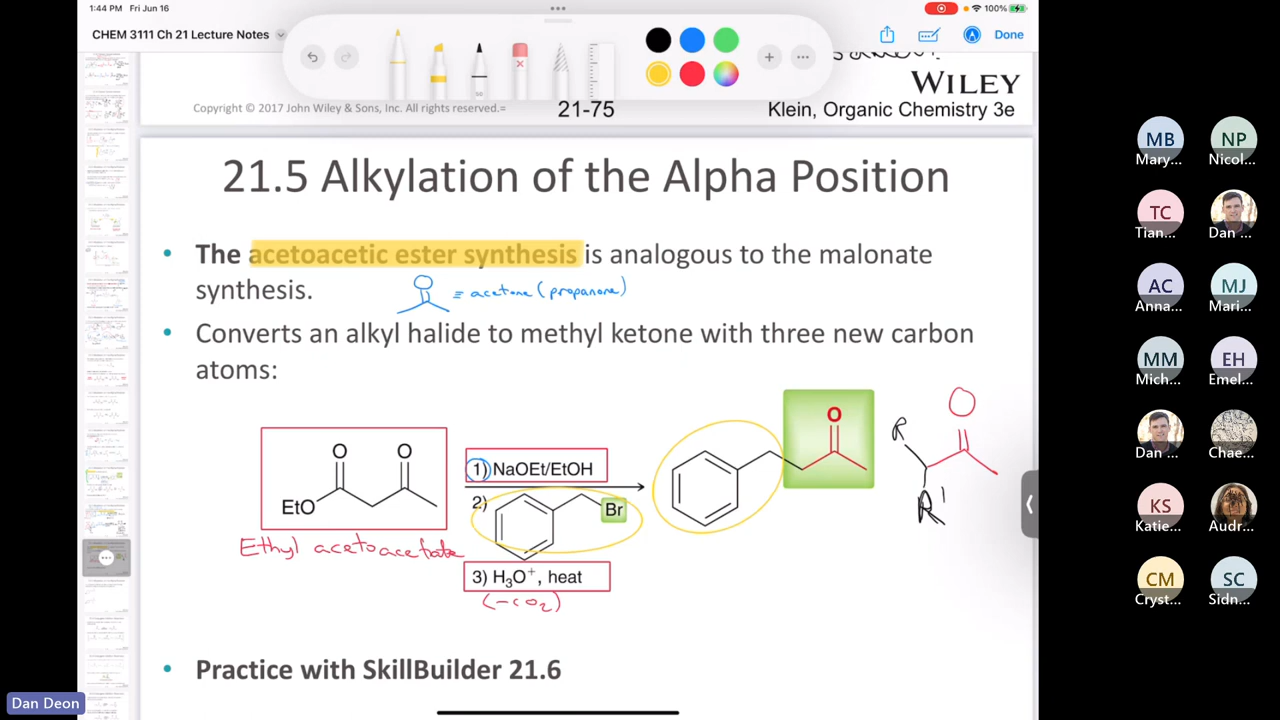 1:44 PM Fri Jun 16
100%
CHEM 3111 Ch 21 Lecture Notes
Done
50
WILEY
Copyright © 2017 John Wiley & Sons, Inc. All rights reserved.=
21-75
Organic Chemistry 3e
21.5 Alkylation of the Alpha Position
• The acetoacetic ester synthesis is analogous to the malonate
synthesis.
O
≡ acetone (propanone)
• Convert an alkyl halide to methyl ketone with three new carbon
atoms:
O O
EtO
Ethyl acetoacetate
1) NaOEt/EtOH
2)
Br
3) H₃O⁺, heat
(-CO₂)
O
R
O
R'
• Practice with SkillBuilder 21.6
Dan Deon
MB
Mary...
NP
Nicol...
TC
Tian...
Dan ...
AC
Anna...
MJ
Mari...
MM
Mich...
EH
Emel...
Dan ...
Chae...
KS
Katie...
Audr...
CM
Cryst...
SC
Sidn...